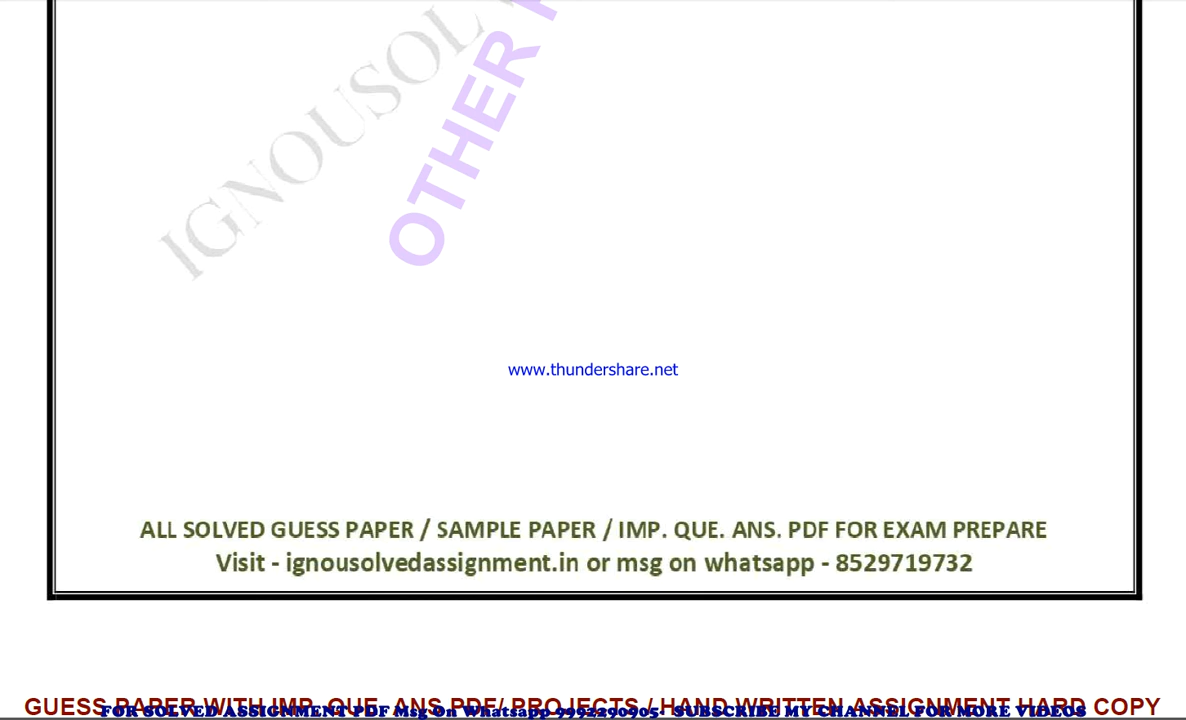 IGNOUSOL
OTHER
www.thundershare.net
ALL SOLVED GUESS PAPER / SAMPLE PAPER / IMP. QUE. ANS. PDF FOR EXAM PREPARE
Visit - ignousolvedassignment.in or msg on whatsapp - 8529719732
GUESS PAPER WITH IMP. QUE. ANS PDF/ PROJECTS / HAND WRITTEN ASSIGNMENT HARD COPY
FOR SOLVED ASSIGNMENT PDF Msg On Whatsapp 9992290905- SUBSCRIBE MY CHANNEL FOR MORE VIDEOS